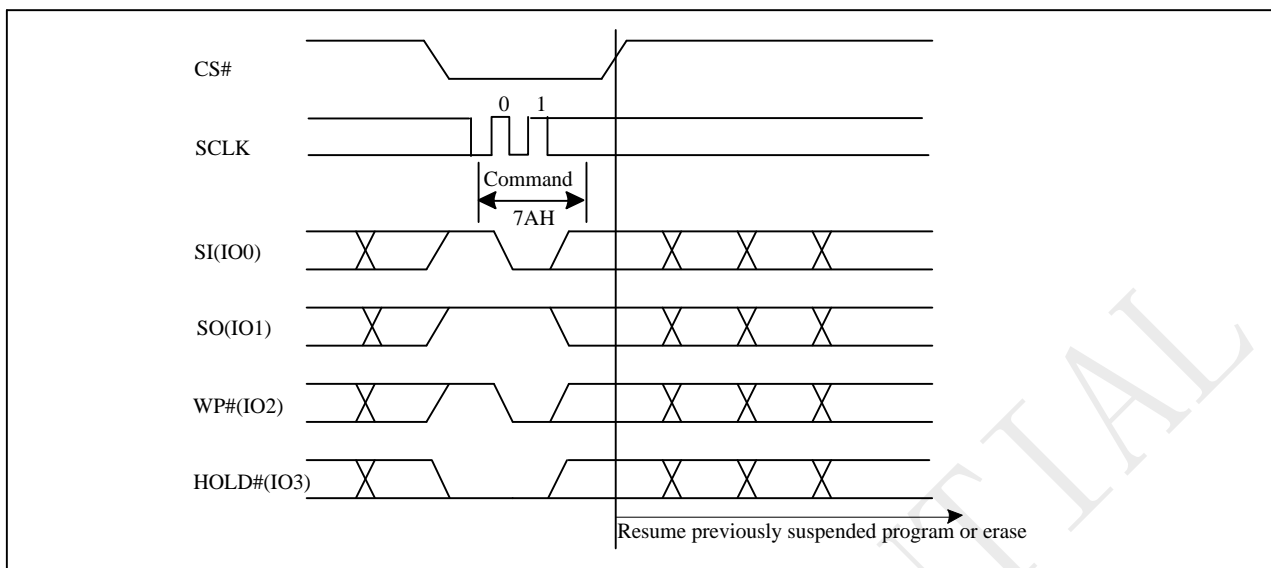 CS#
0 1
SCLK
Command
7AH
SI(IO0)
SO(IO1)
WP#(IO2)
HOLD#(IO3)
Resume previously suspended program or erase
TIAL